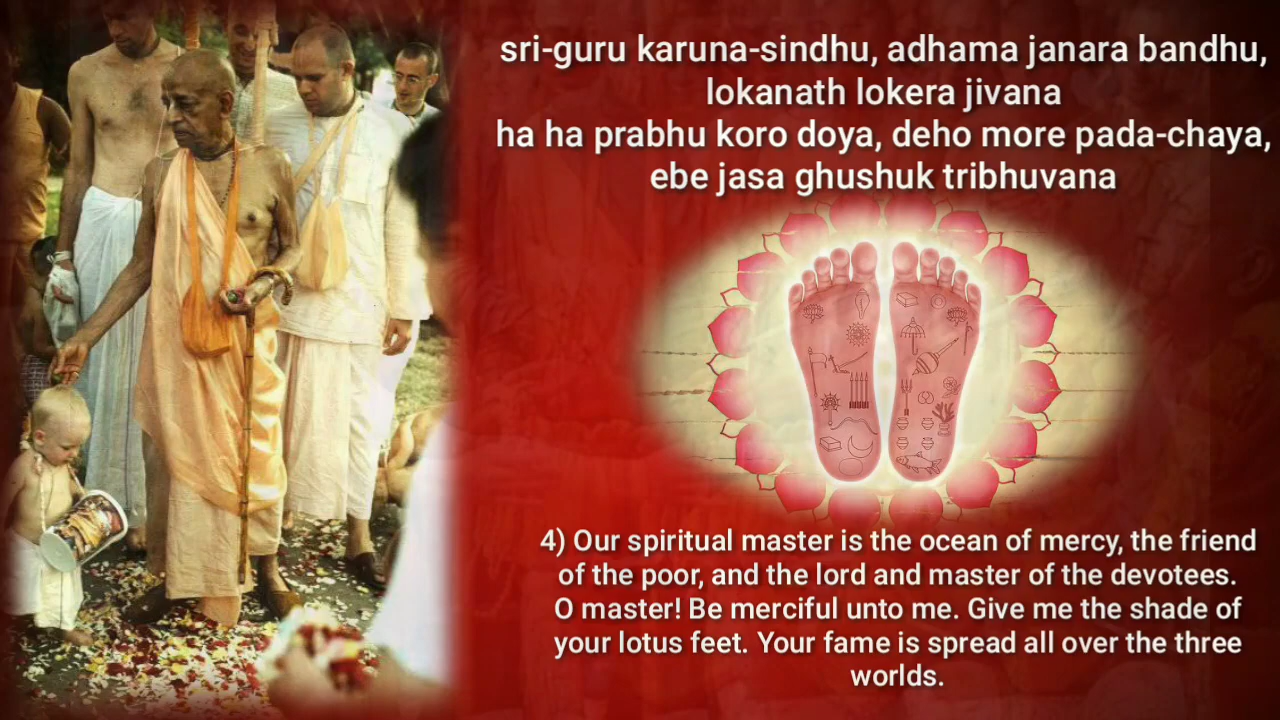 sri-guru karuna-sindhu, adhama janara bandhu,
lokanath lokera jivana
ha ha prabhu koro doya, deho more pada-chaya,
ebe jasa ghushuk tribhuvana
4) Our spiritual master is the ocean of mercy, the friend
of the poor, and the lord and master of the devotees.
O master! Be merciful unto me. Give me the shade of
your lotus feet. Your fame is spread all over the three
worlds.